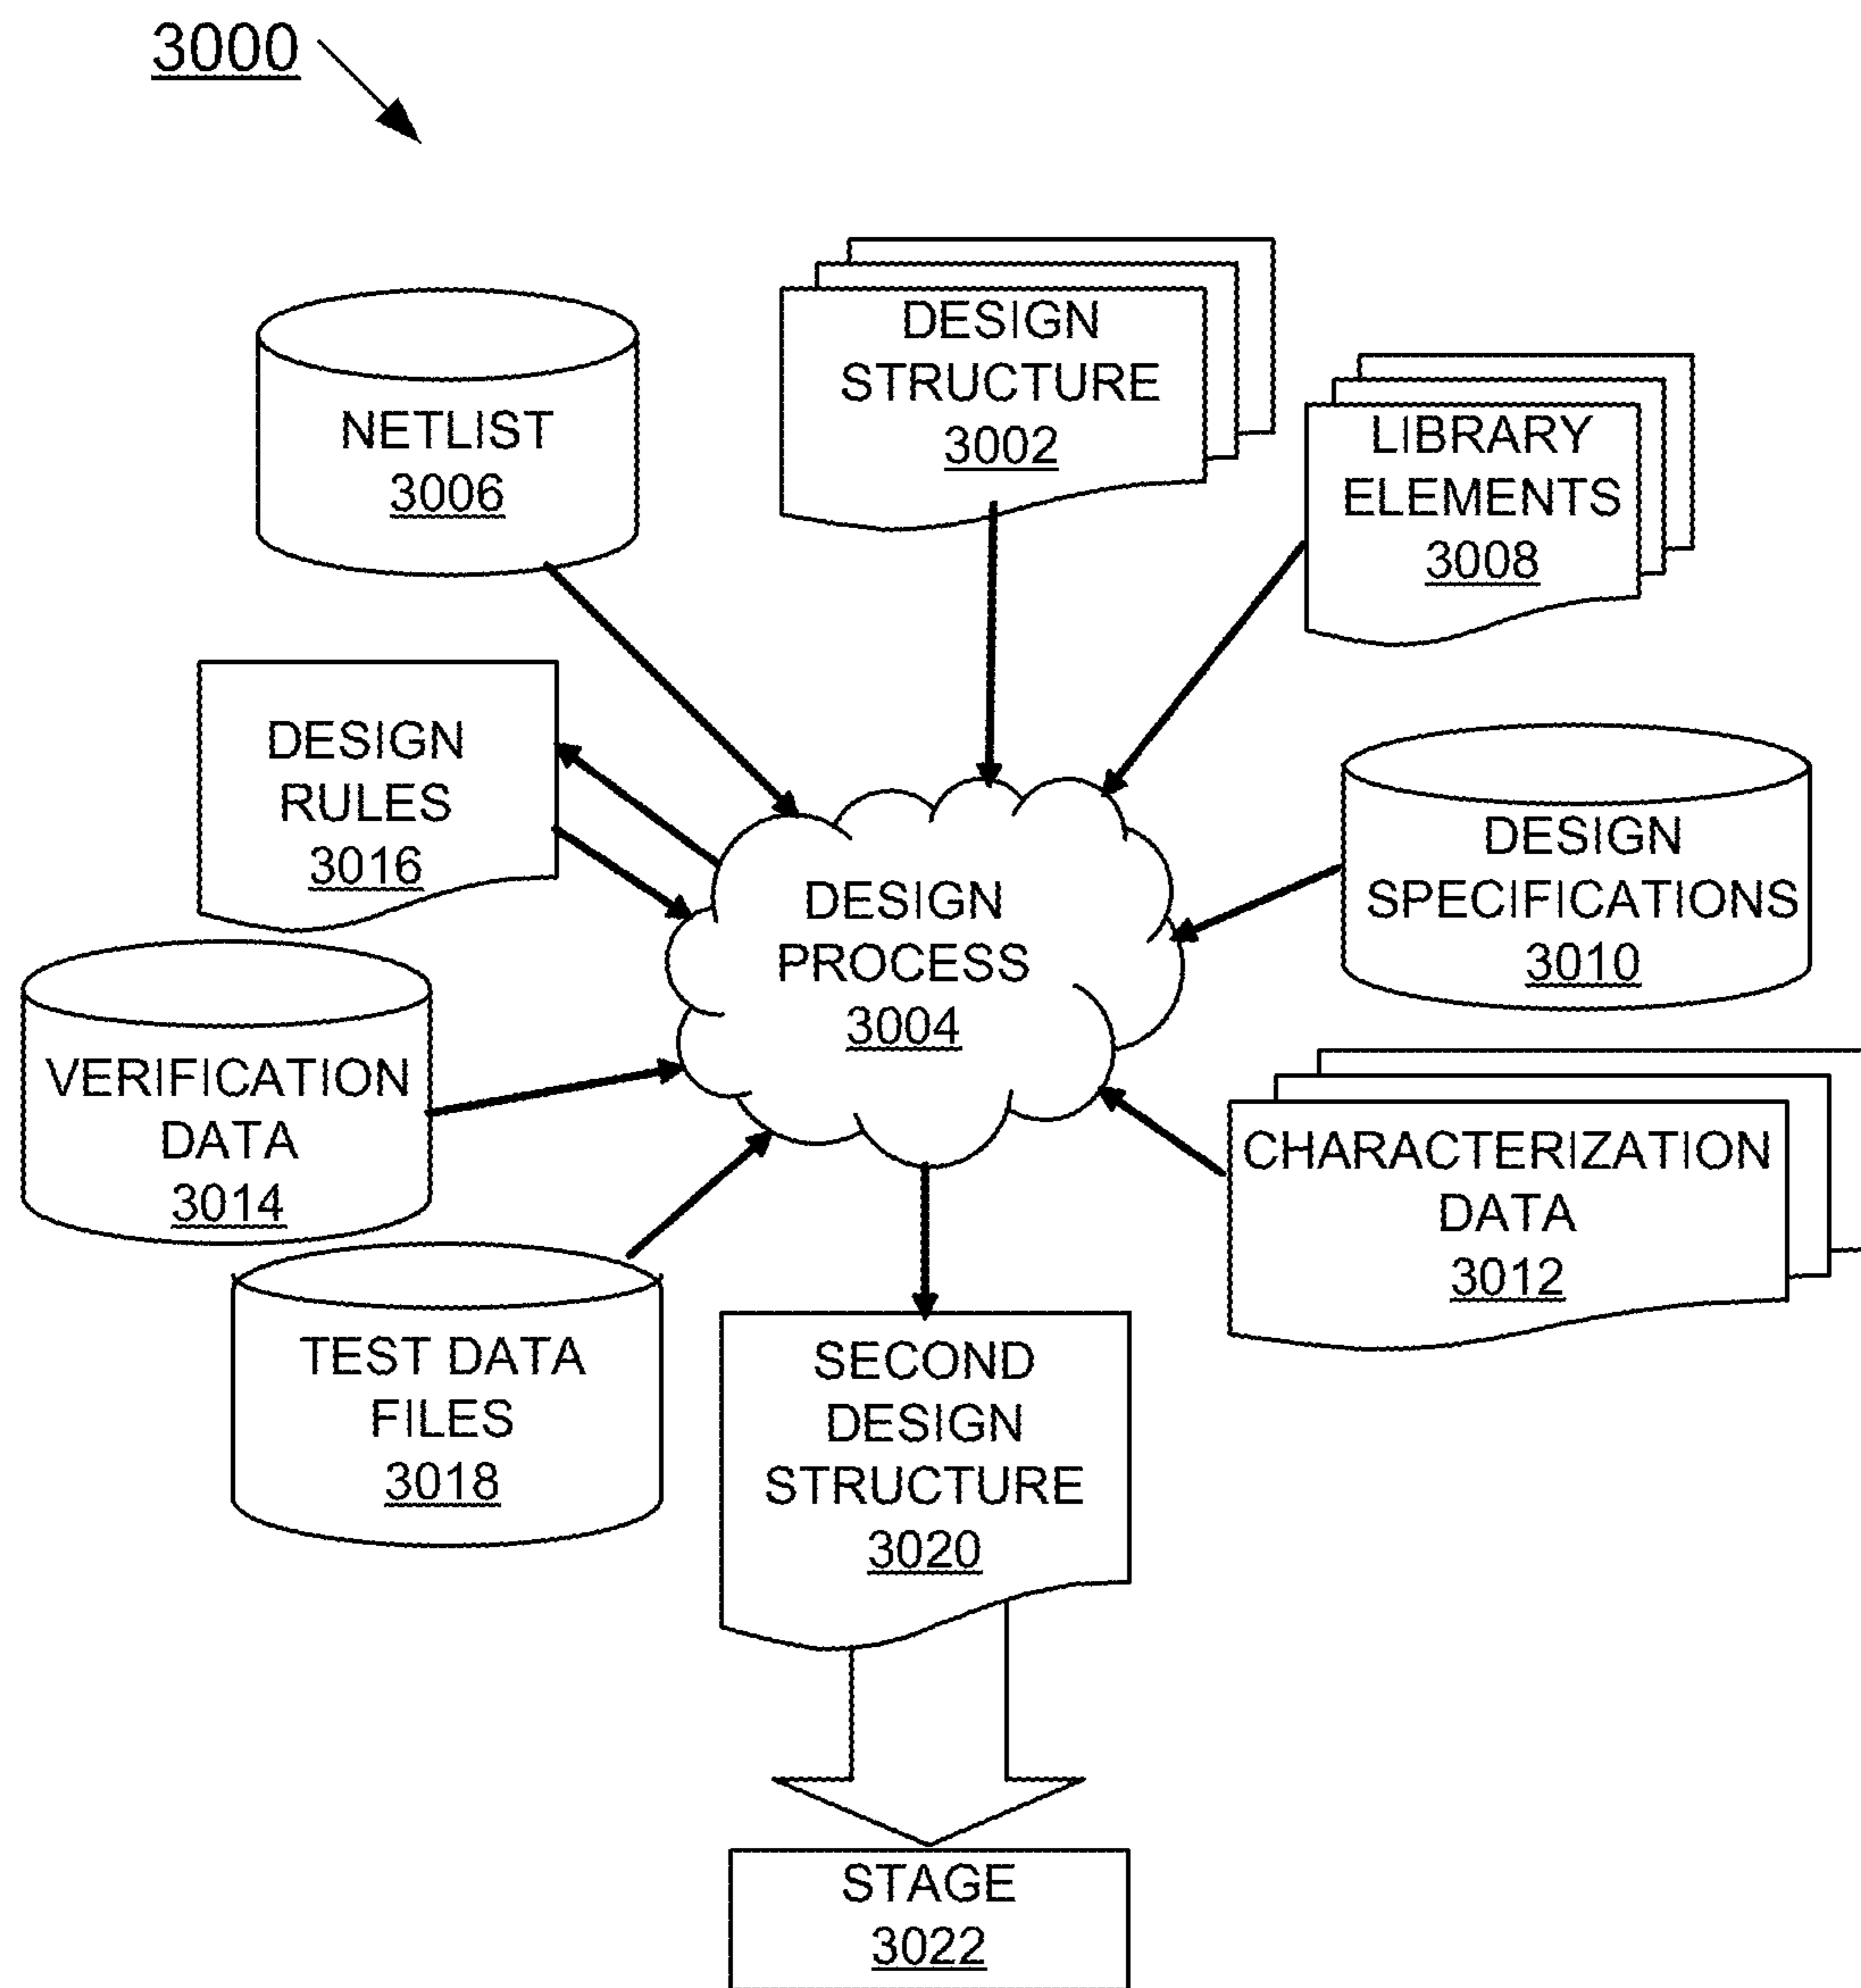 3000
DESIGN
STRUCTURE
3002
NETLIST
3006
LIBRARY
ELEMENTS
3008
DESIGN
RULES
3016
DESIGN
SPECIFICATIONS
3010
DESIGN
PROCESS
3004
VERIFICATION
DATA
3014
CHARACTERIZATION
DATA
3012
TEST DATA
FILES
3018
SECOND
DESIGN
STRUCTURE
3020
STAGE
3022